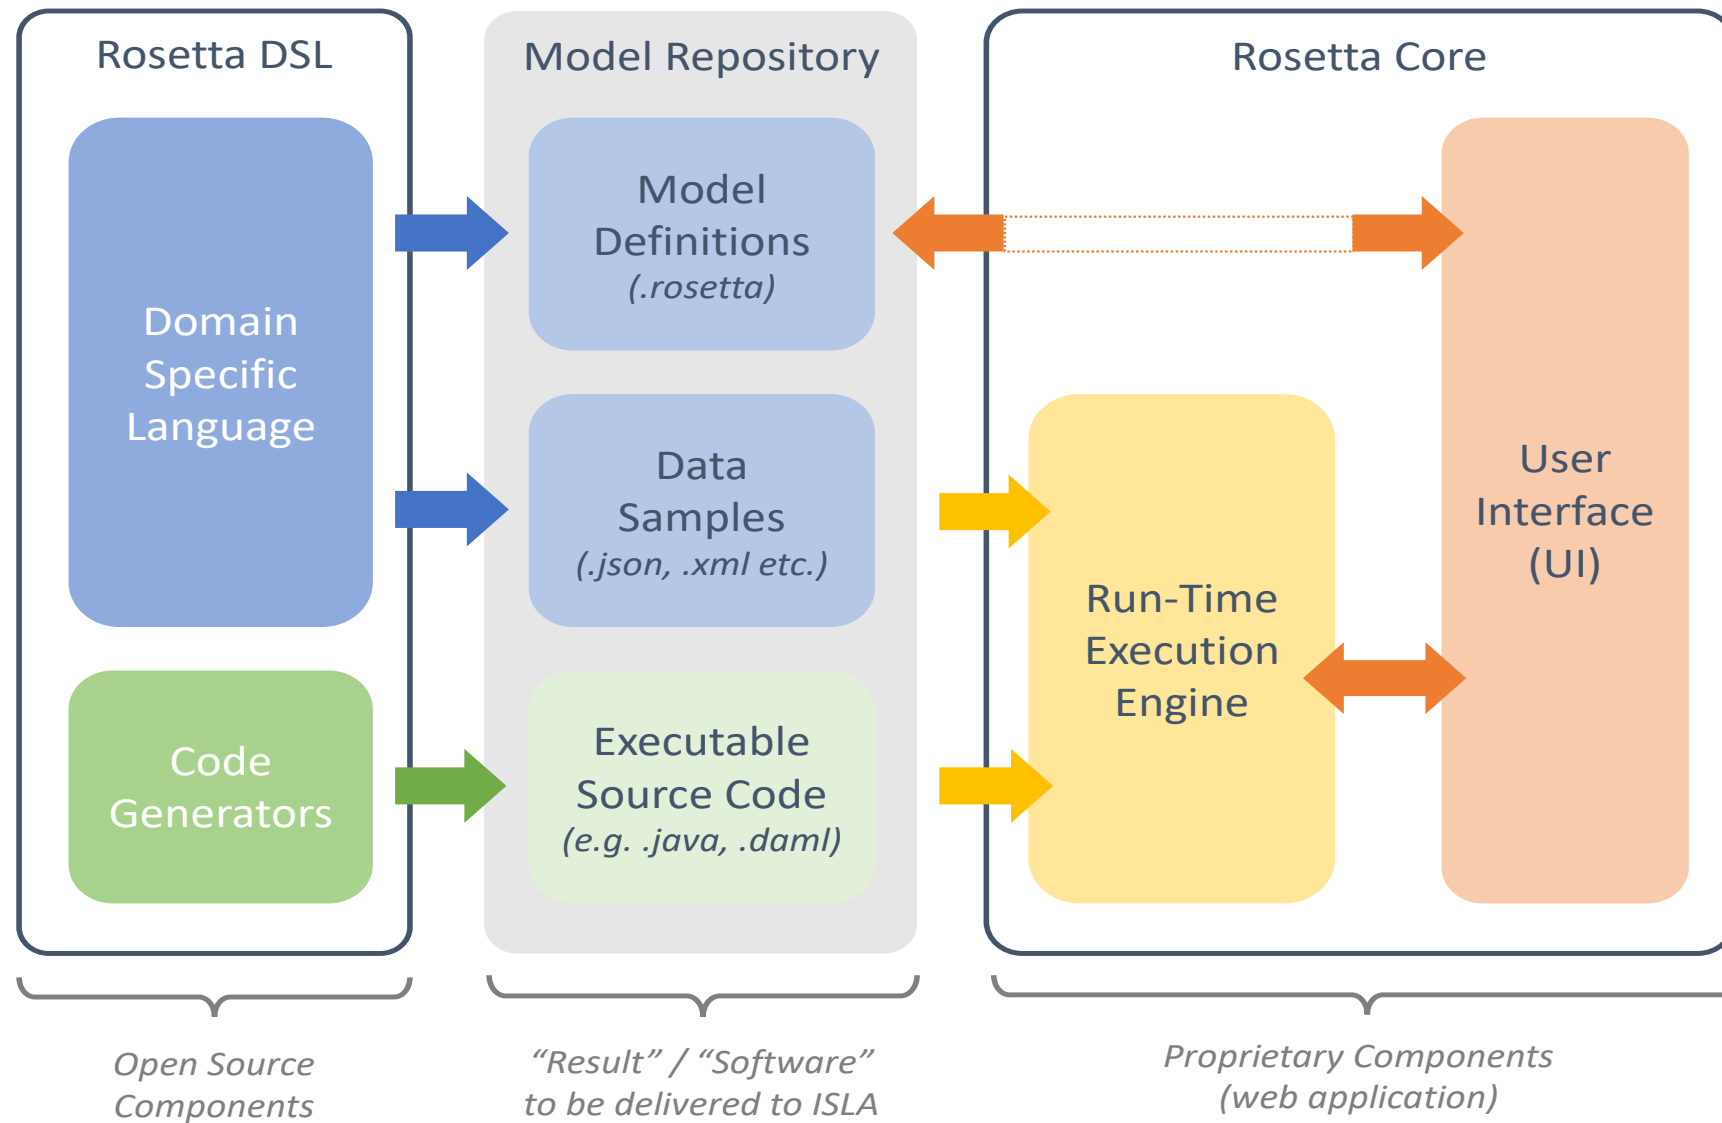 Rosetta DSL
Domain
Specific
Language
Code
Generators
Open Source
Components
Model Repository
Model
Definitions
(.rosetta)
Data
Samples
(.json, .xml etc.)
Executable
Source Code
(e.g. .java, .daml)
“Result” / “Software”
to be delivered to ISLA
Rosetta Core
Run-Time
Execution
Engine
User
Interface
(UI)
Proprietary Components
(web application)